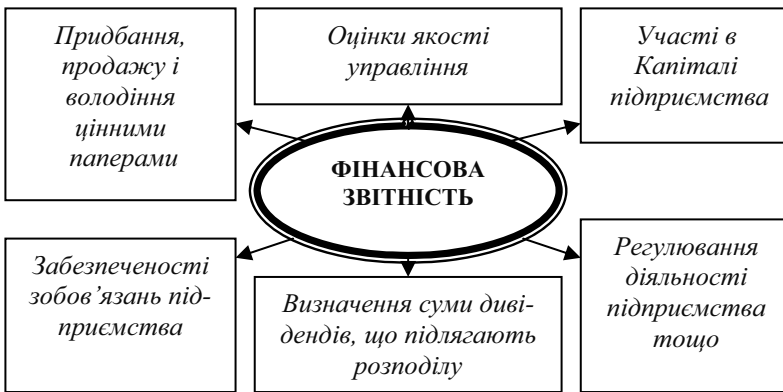 Придбання,
продажу і
володіння
цінними
паперами
Оцінки якості
управління
Участі в
Капіталі
підприємства
ФІНАНСОВА
ЗВІТНІСТЬ
Забезпеченості
зобов’язань під-
приємства
Визначення суми диві-
дендів, що підлягають
розподілу
Регулювання
діяльності
підприємства
тощо